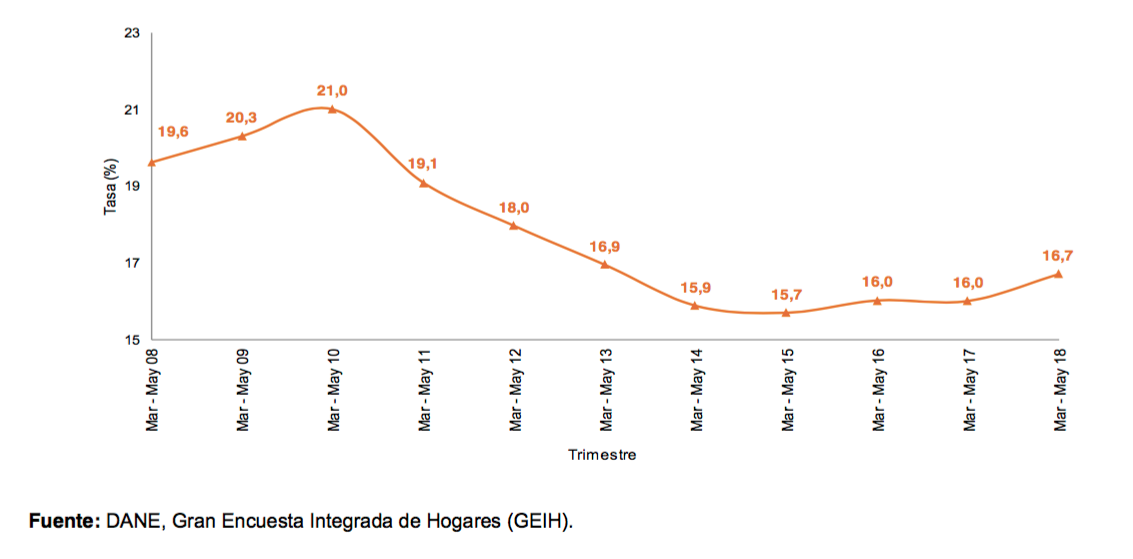 23
21
19
17
15
Tasa (%)
19,6
20,3
21,0
19,1
18,0
16,9
15,9
15,7
16,0
16,0
16,7
Mar - May 08
Mar - May 09
Mar - May 10
Mar - May 11
Mar - May 12
Mar - May 13
Mar - May 14
Mar - May 15
Mar - May 16
Mar - May 17
Mar - May 18
Trimestre
Fuente: DANE, Gran Encuesta Integrada de Hogares (GEIH).